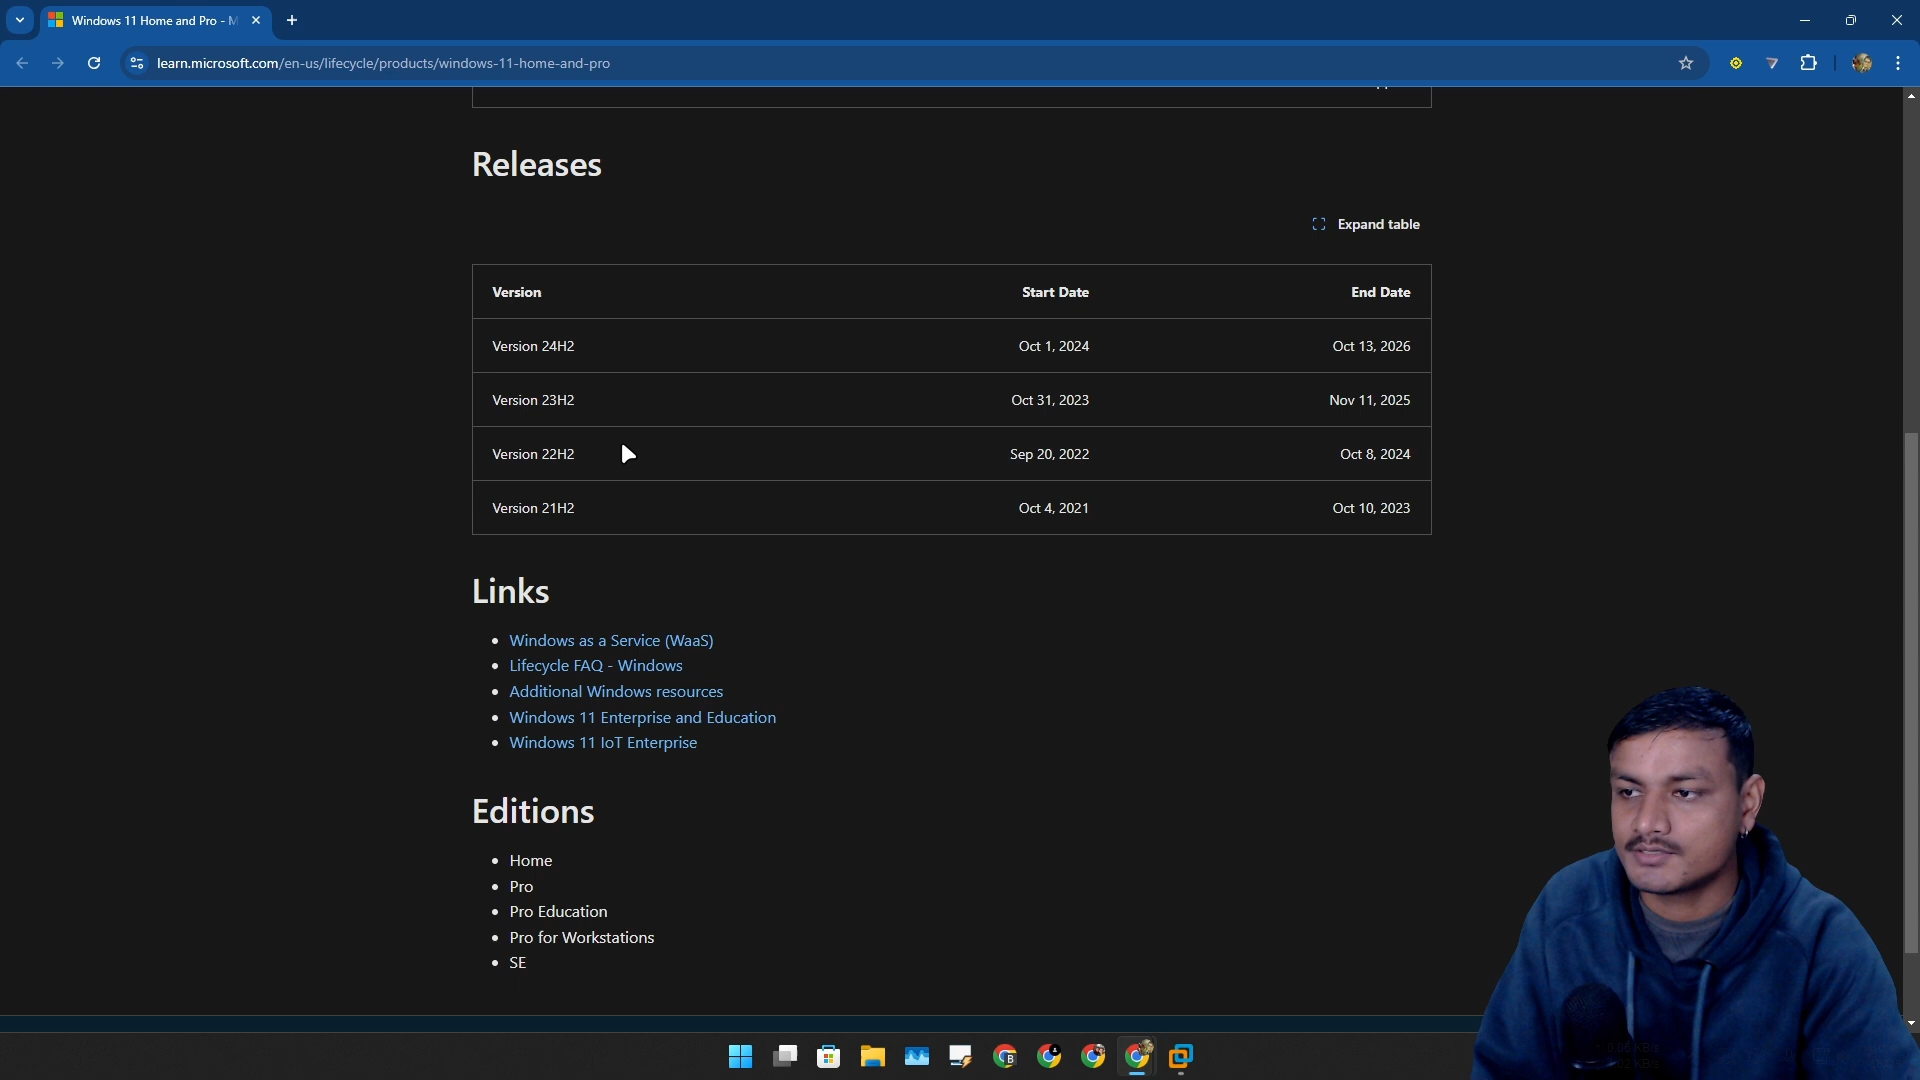 Windows 11 Home and Pro - M
learn.microsoft.com/en-us/lifecycle/products/windows-11-home-and-pro
Releases
Expand table
Version Start Date End Date
Version 24H2 Oct 1, 2024 Oct 13, 2026
Version 23H2 Oct 31, 2023 Nov 11, 2025
Version 22H2 Sep 20, 2022 Oct 8, 2024
Version 21H2 Oct 4, 2021 Oct 10, 2023
Links
Windows as a Service (WaaS)
Lifecycle FAQ - Windows
Additional Windows resources
Windows 11 Enterprise and Education
Windows 11 IoT Enterprise
Editions
Home
Pro
Pro Education
Pro for Workstations
SE